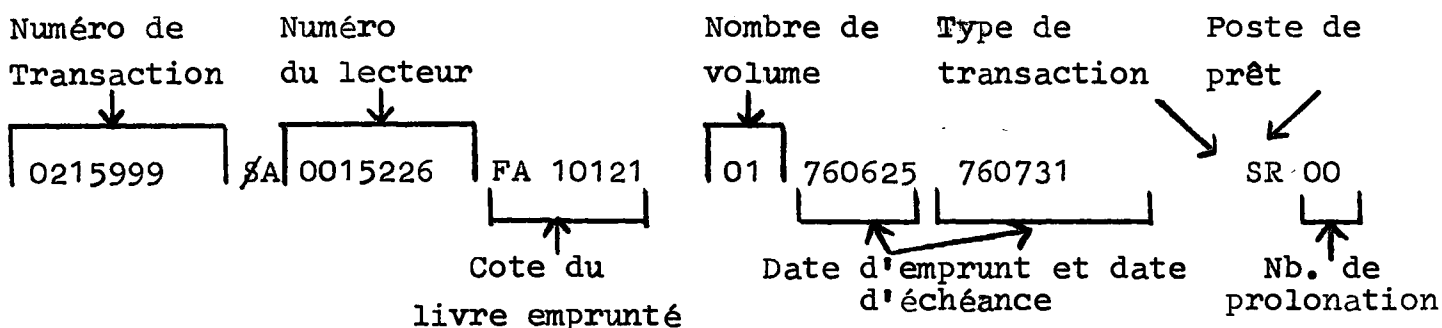 Numéro de Numéro Nombre de Type de Poste de
Transaction du lecteur volume transaction prêt
0215999 $A 0015226 FA 10121 01 760625 760731 SR 00
Cote du Date d'emprunt et date Nb. de
livre emprunté d'échéance prolonation